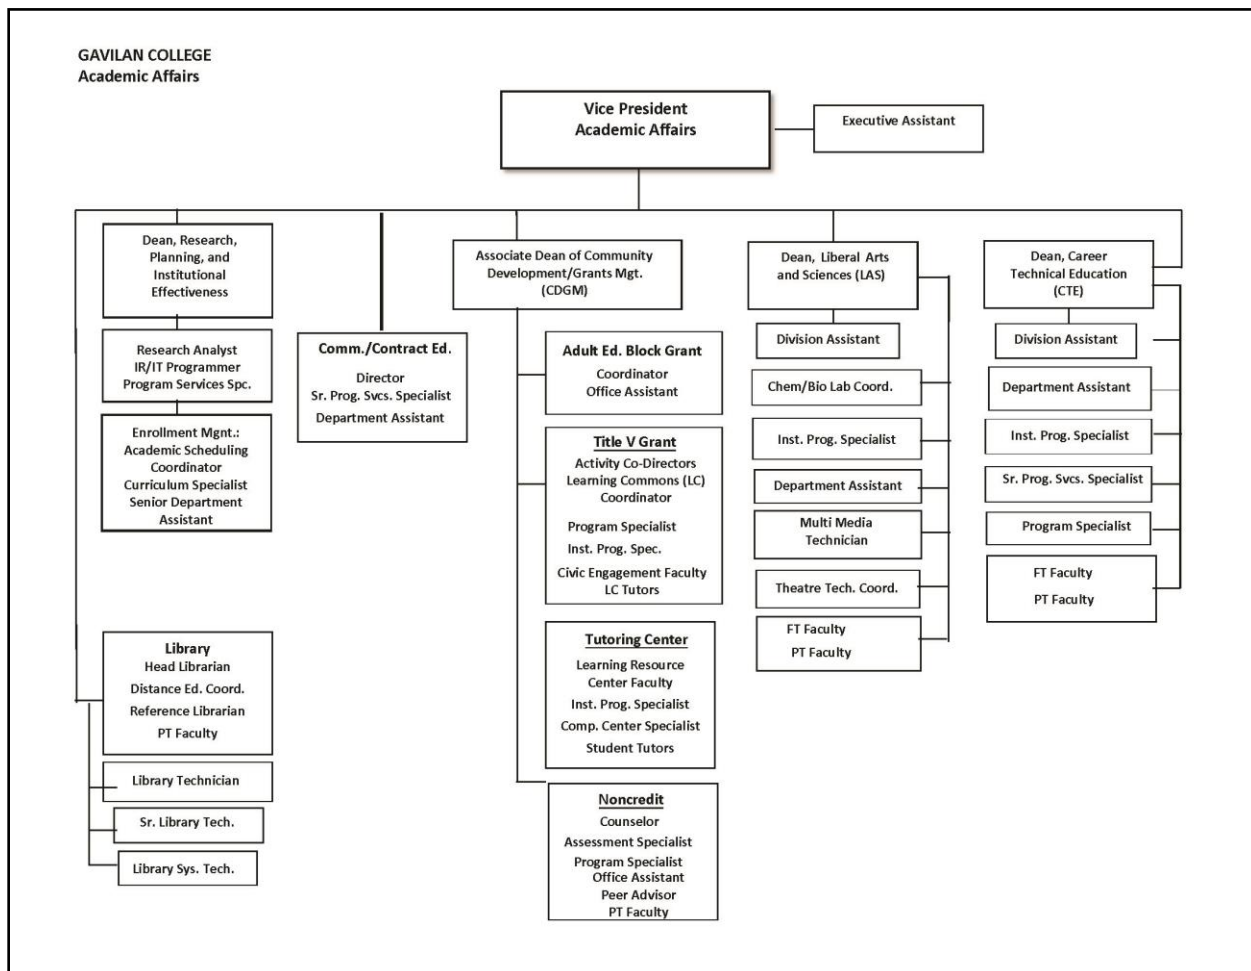 GAVILAN COLLEGE
Academic Affairs
Vice President
Academic Affairs
Executive Assistant
Dean, Research,
Planning, and
Institutional
Effectiveness
Research Analyst
IR/IT Programmer
Program Services Spc.
Enrollment Mgnt.:
Academic Scheduling
Coordinator
Curriculum Specialist
Senior Department
Assistant
Library
Head Librarian
Distance Ed. Coord.
Reference Librarian
PT Faculty
Library Technician
Sr. Library Tech.
Library Sys. Tech.
Comm./Contract Ed.
Director
Sr. Prog. Svcs. Specialist
Department Assistant
Associate Dean of Community
Development/Grants Mgt.
(CDGM)
Adult Ed. Block Grant
Coordinator
Office Assistant
Title V Grant
Activity Co-Directors
Learning Commons (LC)
Coordinator
Program Specialist
Inst. Prog. Spec.
Civic Engagement Faculty
LC Tutors
Tutoring Center
Learning Resource
Center Faculty
Inst. Prog. Specialist
Comp. Center Specialist
Student Tutors
Noncredit
Counselor
Assessment Specialist
Program Specialist
Office Assistant
Peer Advisor
PT Faculty
Dean, Liberal Arts
and Sciences (LAS)
Division Assistant
Chem/Bio Lab Coord.
Inst. Prog. Specialist
Department Assistant
Multi Media
Technician
Theatre Tech. Coord.
FT Faculty
PT Faculty
Dean, Career
Technical Education
(CTE)
Division Assistant
Department Assistant
Inst. Prog. Specialist
Sr. Prog. Svcs. Specialist
Program Specialist
FT Faculty
PT Faculty